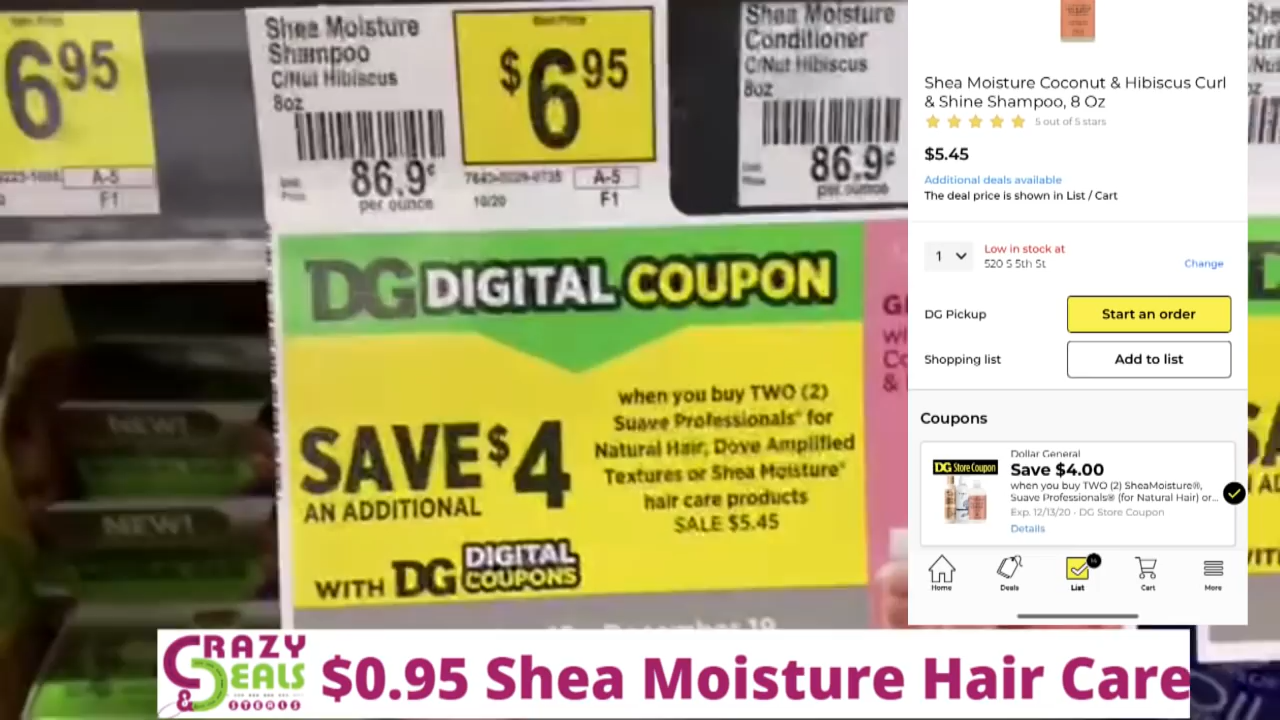 6 95
A-5
F1
Shea Moisture
Shampoo
C/Nut Hibiscus
8oz
86.9¢
per ounce
$6 95
A-5
10/20
F1
Shea Moisture
Conditioner
C/Nut Hibiscus
8oz
86.9¢
per ounce
DG DIGITAL COUPON
SAVE $4
AN ADDITIONAL
when you buy TWO (2)
Suave Professionals® for
Natural Hair, Dove Amplified
Textures or Shea Moisture®
hair care products
SALE $5.45
WITH DG DIGITAL COUPONS
NEW!
NEW!
Shea Moisture Coconut & Hibiscus Curl
& Shine Shampoo, 8 Oz
5 out of 5 stars
$5.45
Additional deals available
The deal price is shown in List / Cart
1
Low in stock at
520 S 5th St
Change
DG Pickup
Start an order
Shopping list
Add to list
Coupons
DG Store Coupon
Dollar General
Save $4.00
when you buy TWO (2) SheaMoisture®,
Suave Professionals® (for Natural Hair) or...
Exp. 12/13/20 - DG Store Coupon
Details
Home
Deals
List
Cart
More
CRAZY
& DEALS
STEALS
$0.95 Shea Moisture Hair Care